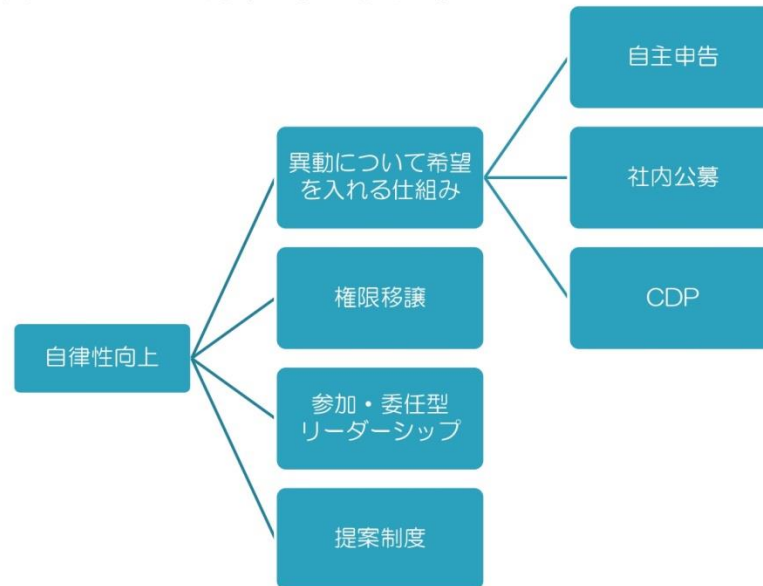 自主申告
異動について希望
を入れる仕組み
社内公募
権限移譲
CDP
自律性向上
参加・委任型
リーダーシップ
提案制度